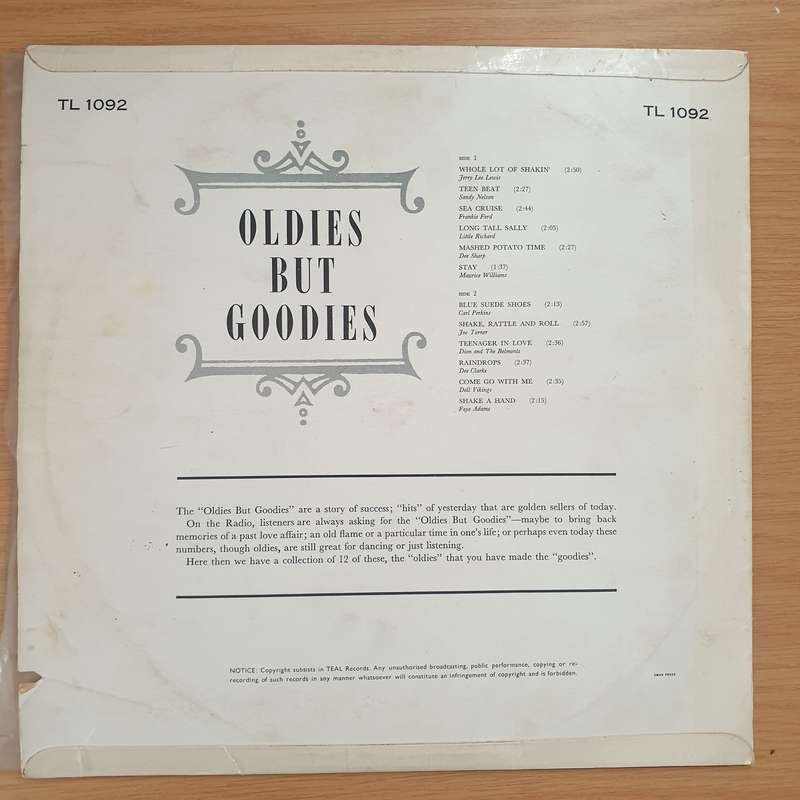 TL 1092
TL 1092
OLDIES
BUT
GOODIES
SIDE 1
WHOLE LOT OF SHAKIN' (2:50)
Jerry Lee Lewis
TEEN BEAT (2:27)
Sandy Nelson
SEA CRUISE (2:44)
Frankie Ford
LONG TALL SALLY (2:05)
Little Richard
MASHED POTATO TIME (2:27)
Dee Sharp
STAY (1:37)
Maurice Williams
SIDE 2
BLUE SUEDE SHOES (2:13)
Carl Perkins
SHAKE, RATTLE AND ROLL (2:57)
Joe Turner
TEENAGER IN LOVE (2:36)
Dion and The Belmonts
RAINDROPS (2:37)
Dee Clarke
COME GO WITH ME (2:35)
Dell Vikings
SHAKE A HAND (2:15)
Faye Adams
The "Oldies But Goodies" are a story of success; "hits" of yesterday that are golden sellers of today.
On the Radio, listeners are always asking for the "Oldies But Goodies"—maybe to bring back
memories of a past love affair; an old flame or a particular time in one's life; or perhaps even today these
numbers, though oldies, are still great for dancing or just listening.
Here then we have a collection of 12 of these, the "oldies" that you have made the "goodies".
NOTICE: Copyright subsists in TEAL Records. Any unauthorised broadcasting, public performance, copying or re-
recording of such records in any manner whatsoever will constitute an infringement of copyright and is forbidden.